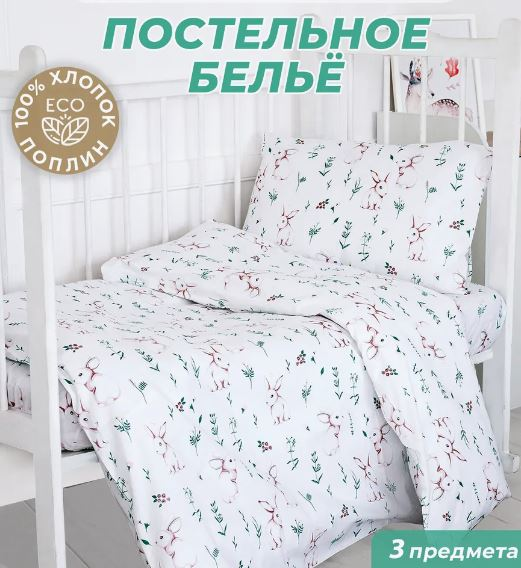 ПОСТЕЛЬНОЕ
БЕЛЬЁ
100% ХЛОПОК
ECO
ПОПЛИН
3 предмета